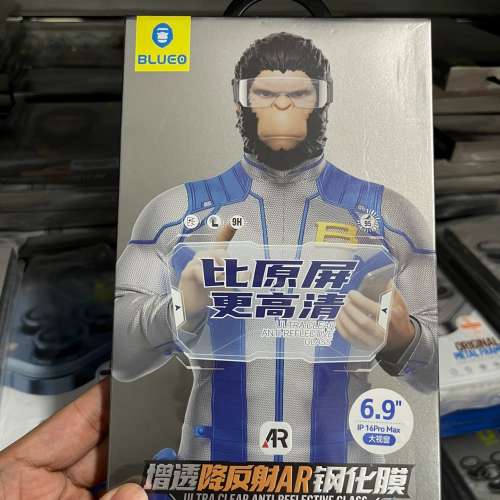 BLUEO
9H
B
比原屏
更高清
ULTRA CLEAR
ANTI-REFLECTIVE
GLASS
6.9"
IP 16Pro Max
大视窗
AR
增透降反射AR钢化膜
ULTRA CLEAR ANTI REFLECTIVE GLASS
ORIGINAL
METAL FRAME